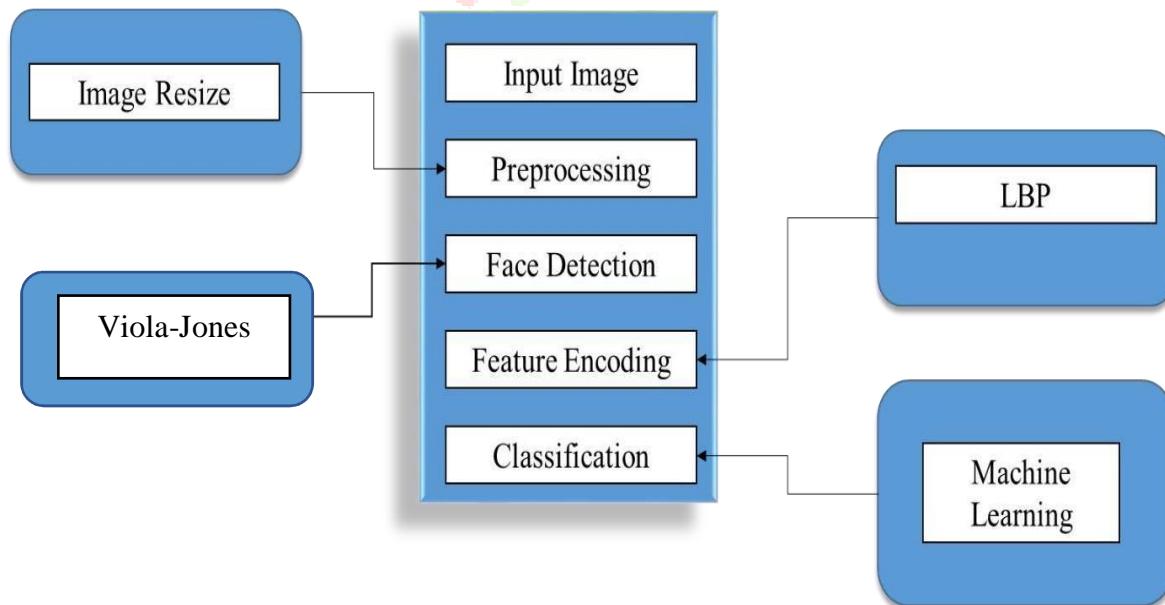 Image Resize
Input Image
Preprocessing
Viola-Jones
Face Detection
Feature Encoding
Classification
LBP
Machine
Learning